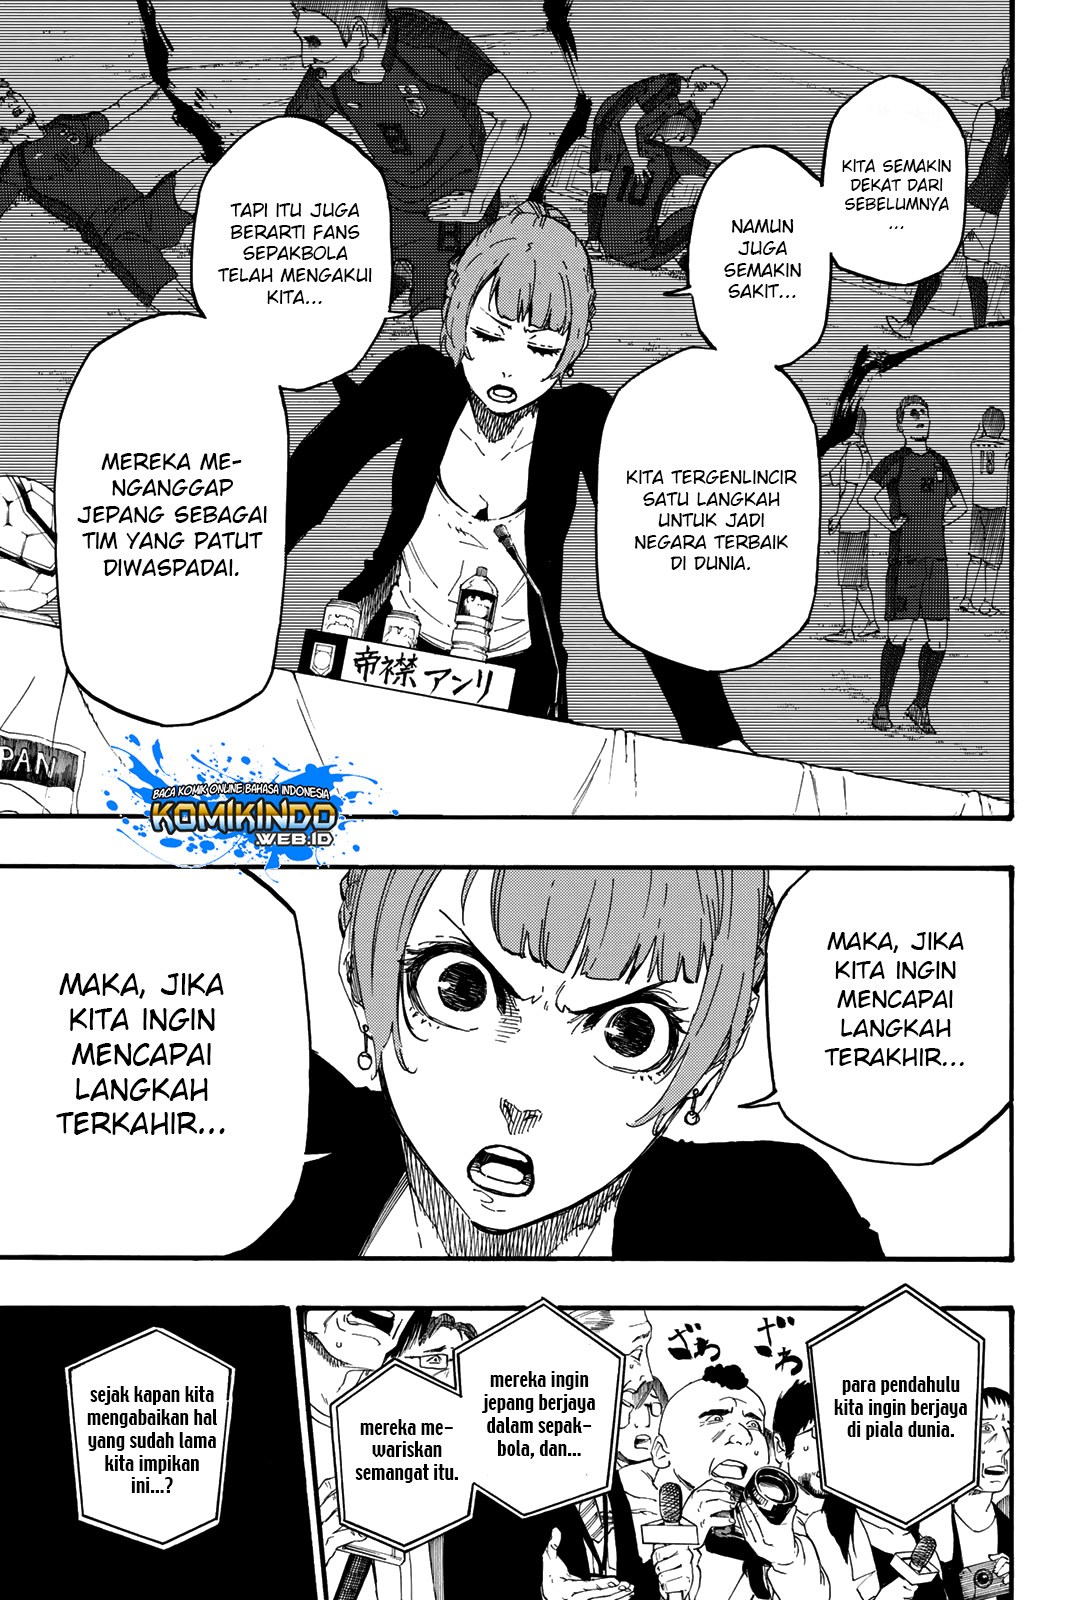 KITA SEMAKIN
DEKAT DARI
SEBELUMNYA
...
NAMUN
JUGA
SEMAKIN
SAKIT...
KITA TERGENLINCIR
SATU LANGKAH
UNTUK JADI
NEGARA TERBAIK
DI DUNIA.
TAPI ITU JUGA
BERARTI FANS
SEPAKBOLA
TELAH MENGAKUI
KITA...
MEREKA ME-
NGANGGAP
JEPANG SEBAGAI
TIM YANG PATUT
DIWASPADAI.
10
8
18
帝襟アンリ
PAN
BACA KOMIK ONLINE BAHASA INDONESIA
KOMIKINDO
.WEB.ID
MAKA, JIKA
KITA INGIN
MENCAPAI
LANGKAH
TERAKHIR...
MAKA, JIKA
KITA INGIN
MENCAPAI
LANGKAH
TERKAHIR...
para pendahulu
kita ingin berjaya
di piala dunia.
ざわ
ざわ
mereka ingin
jepang berjaya
dalam sepak-
bola, dan...
mereka me-
wariskan
semangat itu.
sejak kapan kita
mengabaikan hal
yang sudah lama
kita impikan
ini...?